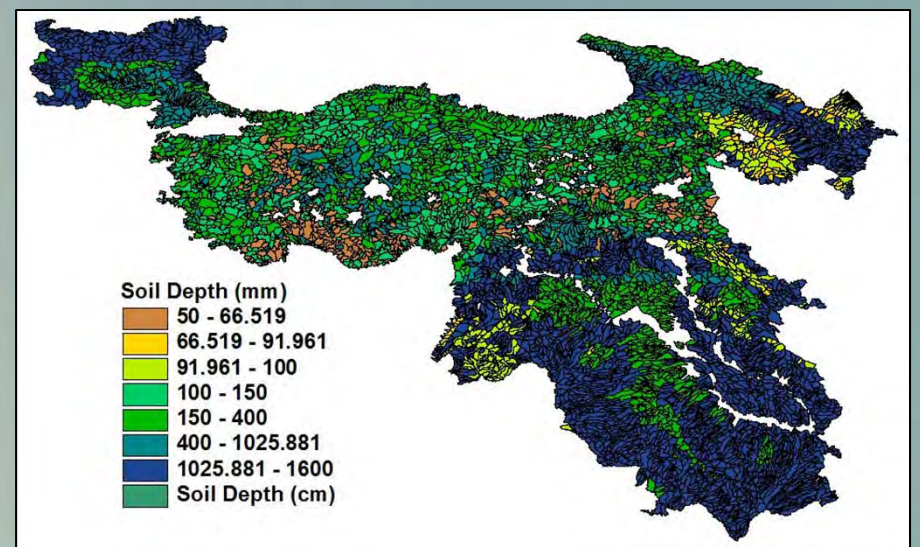 Soil Depth (mm)
50 - 66.519
66.519 - 91.961
91.961 - 100
100 - 150
150 - 400
400 - 1025.881
1025.881 - 1600
Soil Depth (cm)